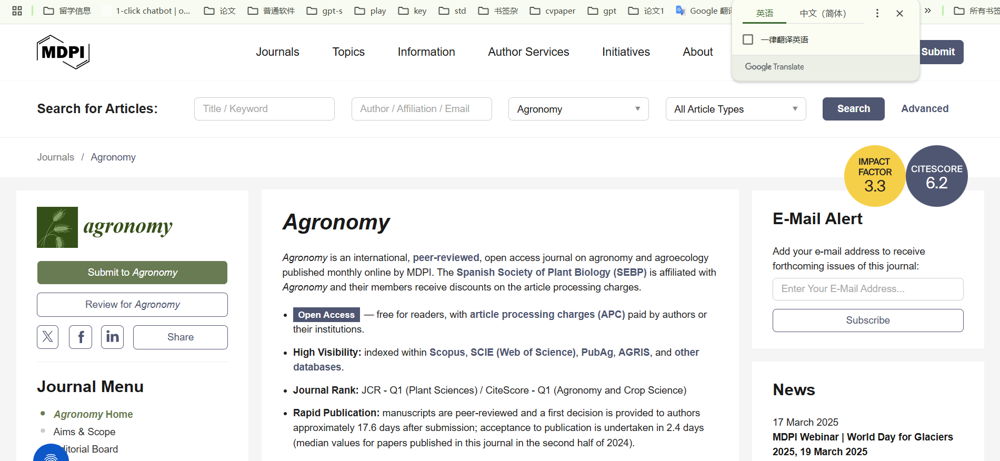 留学信息
1-click chatbot | o...
论文
普通软件
gpt-s
play
key
std
书签杂
cvpaper
gpt
论文1
Google 翻译
»
所有书签
英语
中文（简体）
一律翻译英语
Google Translate
MDPI
Journals
Topics
Information
Author Services
Initiatives
About
Submit
Search for Articles:
Title / Keyword
Author / Affiliation / Email
Agronomy
All Article Types
Search
Advanced
Journals / Agronomy
IMPACT
FACTOR
3.3
CITESCORE
6.2
agronomy
Submit to Agronomy
Review for Agronomy
Share
Journal Menu
Agronomy Home
Aims & Scope
ditorial Board
Agronomy
Agronomy is an international, peer-reviewed, open access journal on agronomy and agroecology
published monthly online by MDPI. The Spanish Society of Plant Biology (SEBP) is affiliated with
Agronomy and their members receive discounts on the article processing charges.
Open Access — free for readers, with article processing charges (APC) paid by authors or
their institutions.
High Visibility: indexed within Scopus, SCIE (Web of Science), PubAg, AGRIS, and other
databases.
Journal Rank: JCR - Q1 (Plant Sciences) / CiteScore - Q1 (Agronomy and Crop Science)
Rapid Publication: manuscripts are peer-reviewed and a first decision is provided to authors
approximately 17.6 days after submission; acceptance to publication is undertaken in 2.4 days
(median values for papers published in this journal in the second half of 2024).
E-Mail Alert
Add your e-mail address to receive
forthcoming issues of this journal:
Enter Your E-Mail Address...
Subscribe
News
17 March 2025
MDPI Webinar | World Day for Glaciers
2025, 19 March 2025